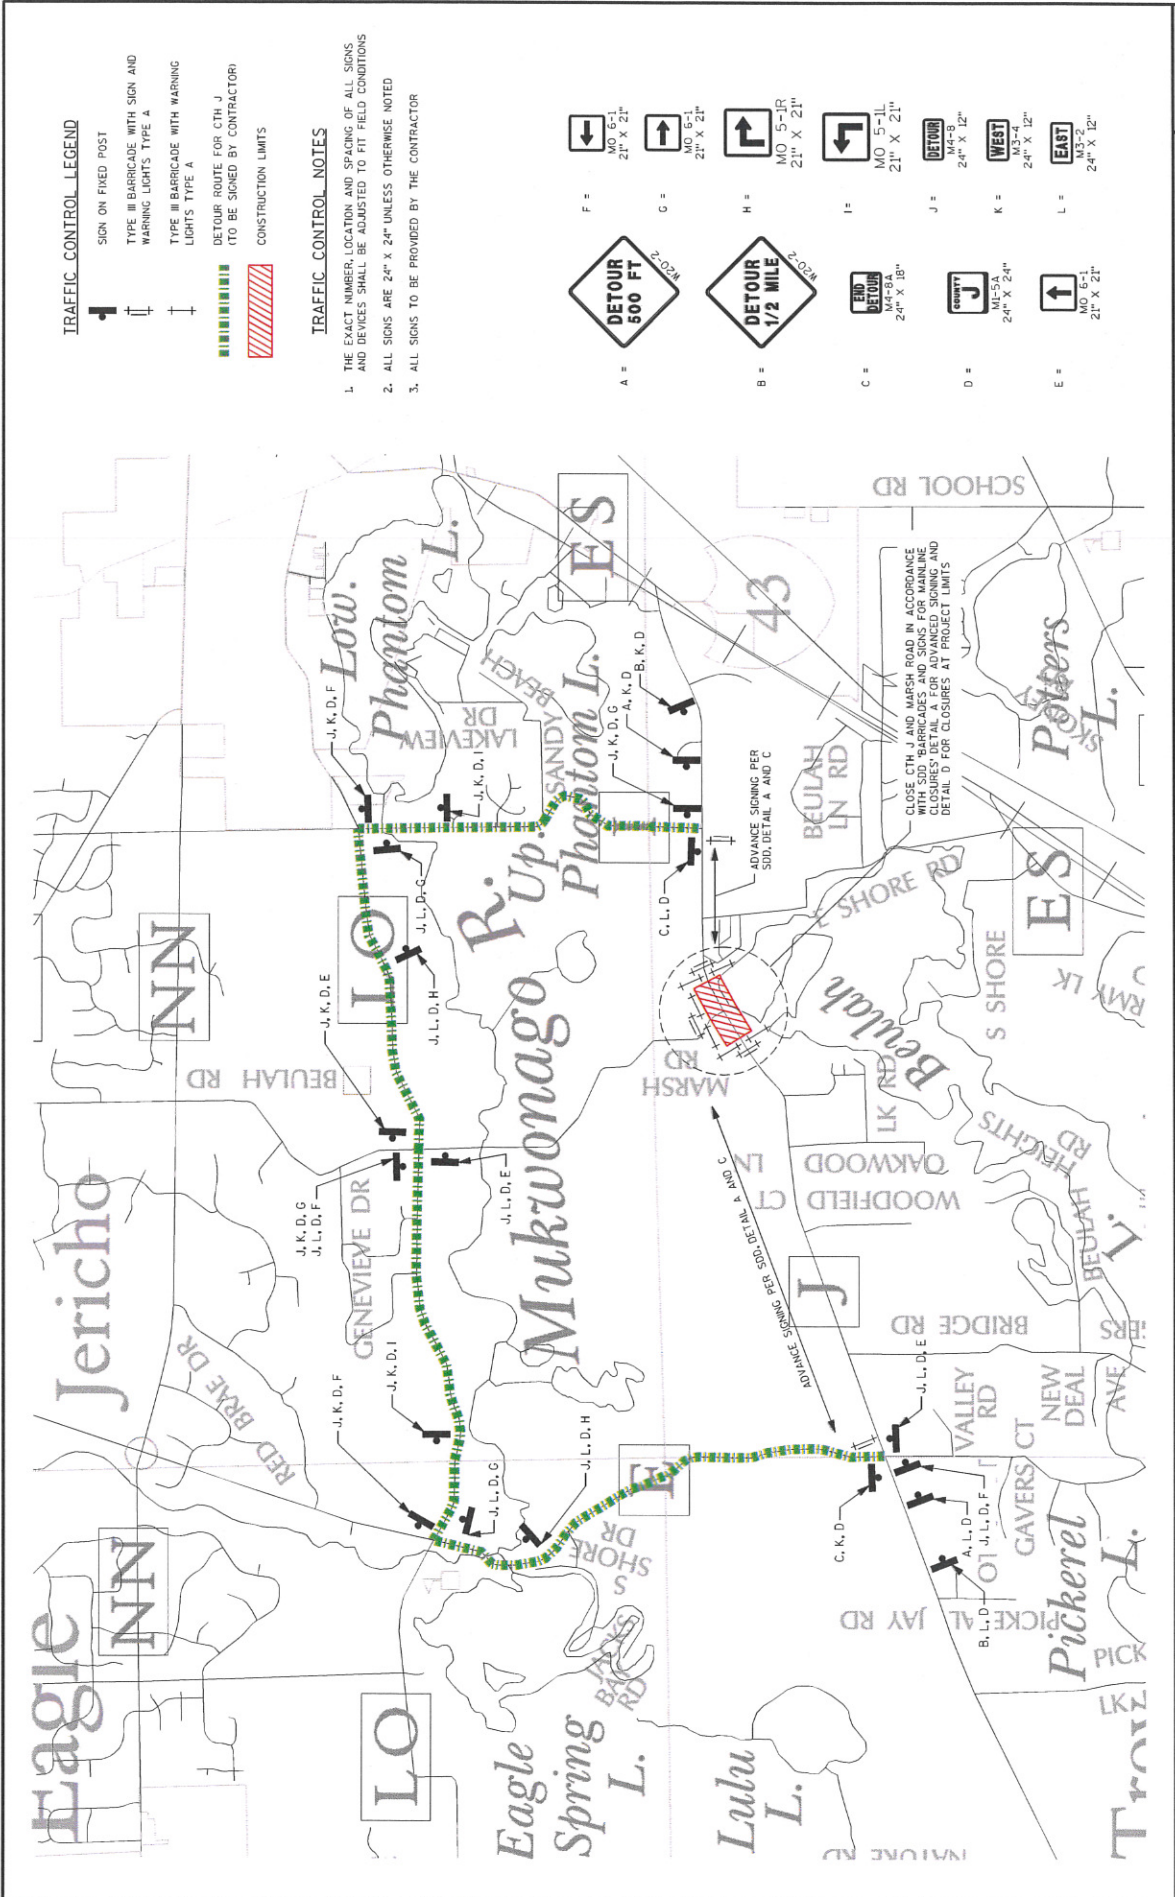 TRAFFIC CONTROL LEGEND
SIGN ON FIXED POST
TYPE III BARRICADE WITH SIGN AND
WARNING LIGHTS TYPE A
TYPE III BARRICADE WITH WARNING
LIGHTS TYPE A
DETOUR ROUTE FOR CTH J
(TO BE SIGNED BY CONTRACTOR)
CONSTRUCTION LIMITS
TRAFFIC CONTROL NOTES
1. THE EXACT NUMBER, LOCATION AND SPACING OF ALL SIGNS
AND DEVICES SHALL BE ADJUSTED TO FIT FIELD CONDITIONS
2. ALL SIGNS ARE 24" X 24" UNLESS OTHERWISE NOTED
3. ALL SIGNS TO BE PROVIDED BY THE CONTRACTOR
A =
DETOUR
500 FT
W20-2
B =
DETOUR
1/2 MILE
W20-2
C =
END
DETOUR
M4-8A
24" X 18"
D =
COUNTY
J
M1-5A
24" X 24"
E =
MO 6-1
21" X 21"
F =
MO 6-1
21" X 21"
G =
MO 6-1
21" X 21"
H =
MO 5-1R
21" X 21"
I =
MO 5-1L
21" X 21"
J =
DETOUR
M4-8
24" X 12"
K =
WEST
M3-4
24" X 12"
L =
EAST
M3-2
24" X 12"
Eagle
NN
Jericho
NN
RED BRAE DR
LO
BEULAH RD
GENEVIEVE DR
LO
Low.
Phantom
L.
LAKEVIEW
DR
SANDY BEACH
Up.
Phantom L.
ES
Mukwonago R.
Eagle
Spring
L.
JACKS
BAY
RD
S
SHORE
DR
E
Lulu
L.
NATURE RD
MARSH
RD
43
SCHOOL RD
BEULAH
LN RD
E SHORE RD
Beulah
LK RD
S SHORE
RMY LK
ES
Potters
L.
OAKWOOD LN
WOODFIELD CT
HEIGHTS
RD
BEULAH
J
BRIDGE RD
VALLEY
RD
NEW
DEAL
AVE
GAVERS CT
JAY RD
Pickerel
L.
PICK
LK
J, K, D, F
J, K, D, I
J, L, D, G
J, L, D, H
J, K, D, E
J, K, D, G
J, L, D, F
J, L, D, E
J, K, D, I
J, K, D, F
J, L, D, G
J, L, D, H
J, K, D, G
A, K, D
B, K, D
C, L, D
C, K, D
J, L, D, E
J, L, D, F
A, L, D
B, L, D
ADVANCE SIGNING PER
SDD, DETAIL A AND C
ADVANCE SIGNING PER SDD, DETAIL A AND C
CLOSE CTH J AND MARSH ROAD IN ACCORDANCE
WITH SDD 'BARRICADES AND SIGNS FOR MAINLINE
CLOSURES' DETAIL A FOR ADVANCED SIGNING AND
DETAIL D FOR CLOSURES AT PROJECT LIMITS